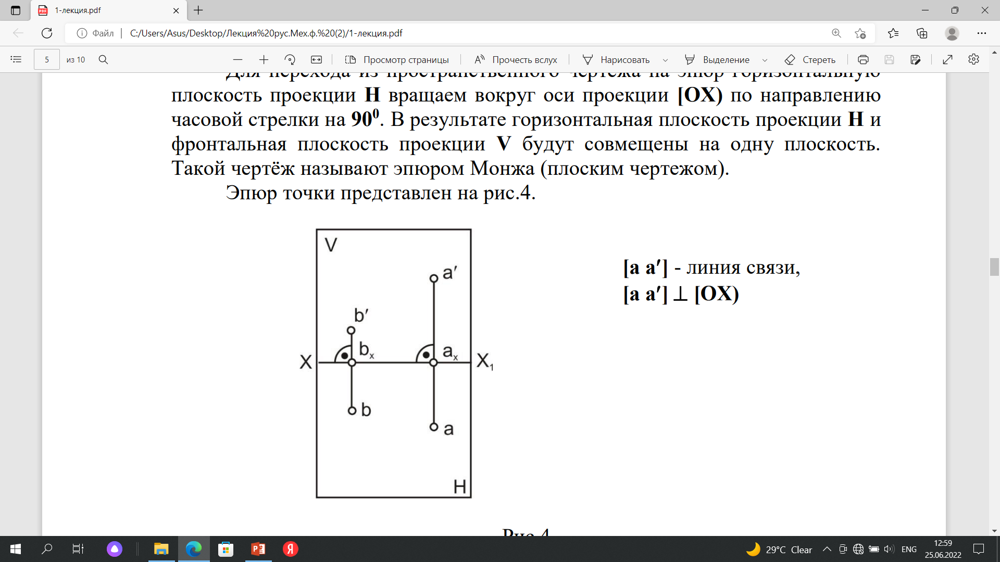 1-лекция.pdf
Файл
C:/Users/Asus/Desktop/Лекция%20рус.Мех.ф.%20(2)/1-лекция.pdf
5 из 10
Просмотр страницы
Прочесть вслух
Нарисовать
Выделение
Стереть
Для перехода из пространственного чертежа на эпюр горизонтальную
плоскость проекции H вращаем вокруг оси проекции [OX) по направлению
часовой стрелки на 90⁰. В результате горизонтальная плоскость проекции H и
фронтальная плоскость проекции V будут совмещены на одну плоскость.
Такой чертёж называют эпюром Монжа (плоским чертежом).
Эпюр точки представлен на рис.4.
V
a′
[a a′] - линия связи,
[a a′] ⊥ [OX)
b′
bₓ
aₓ
X
X₁
b
a
H
Рис.4
29°C Clear
ENG
12:59
25.06.2022